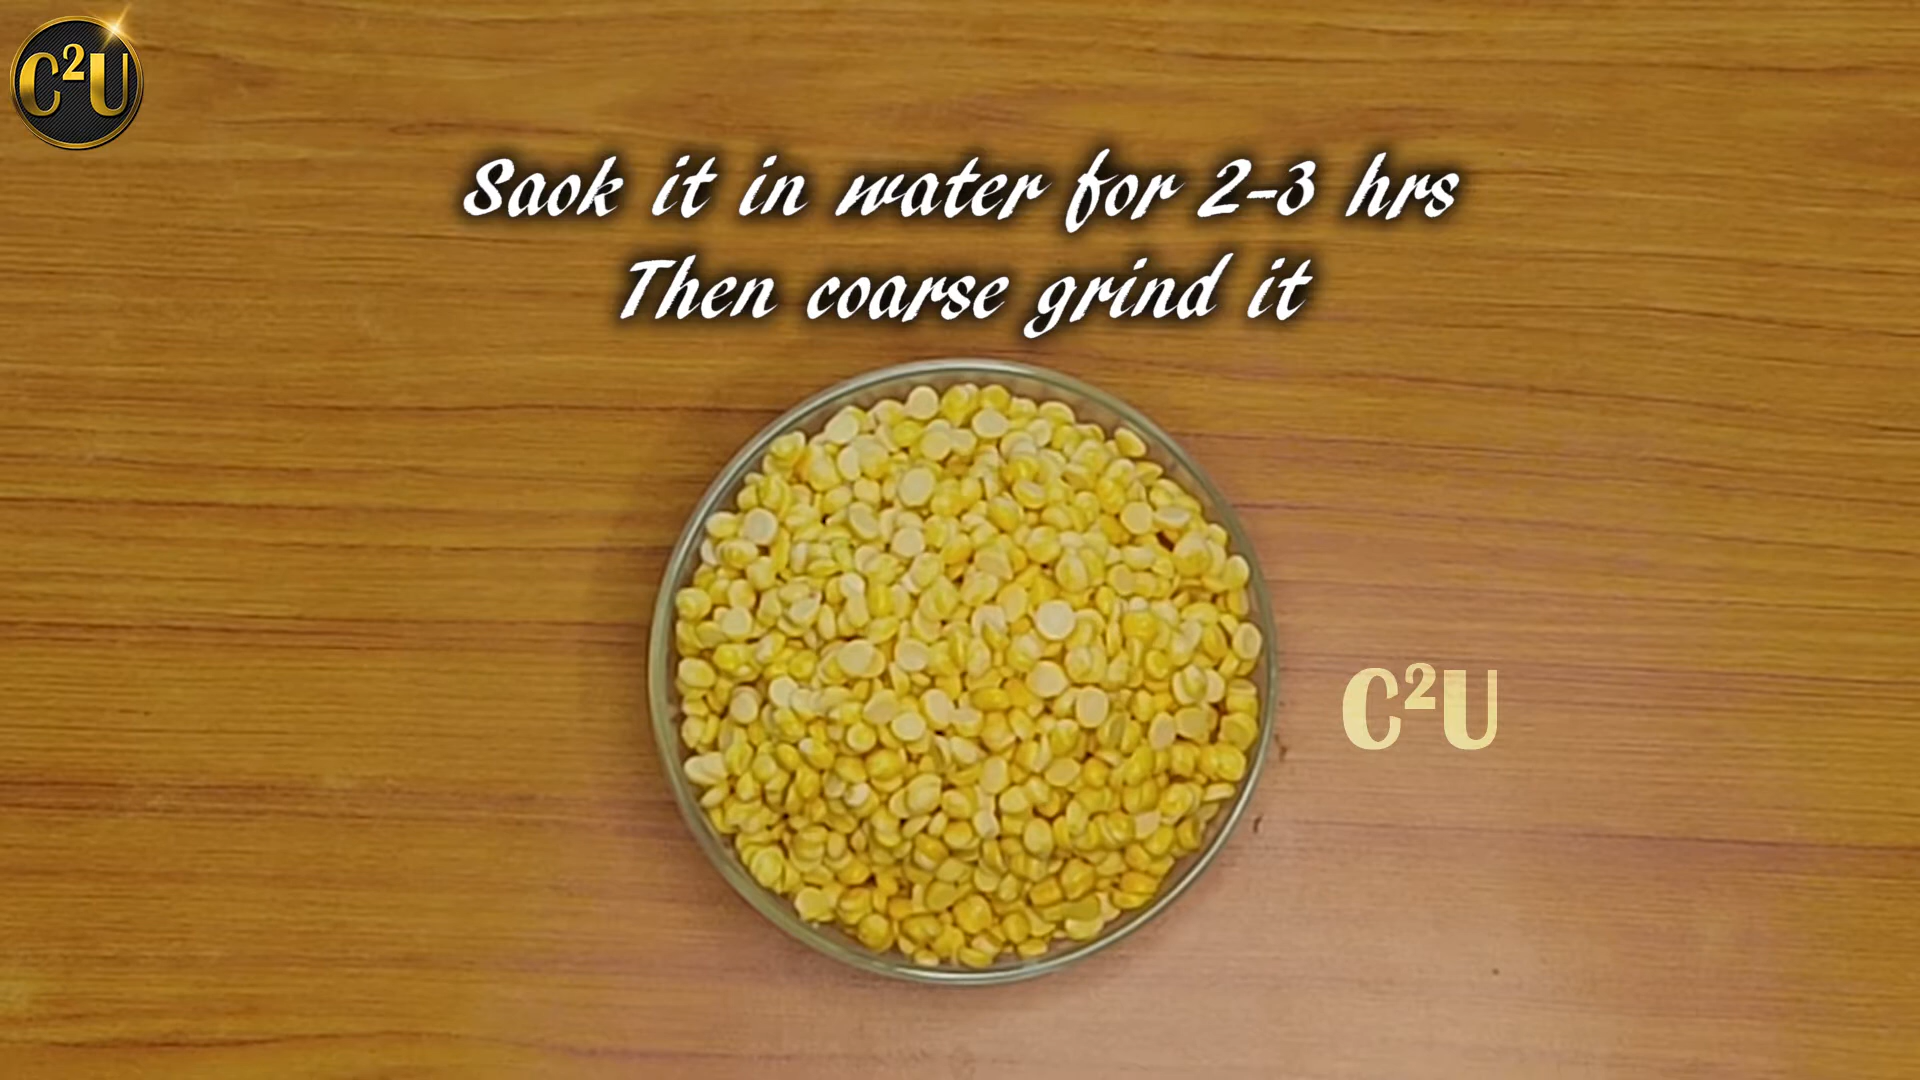 C²U
Saok it in water for 2-3 hrs
Then coarse grind it
C²U